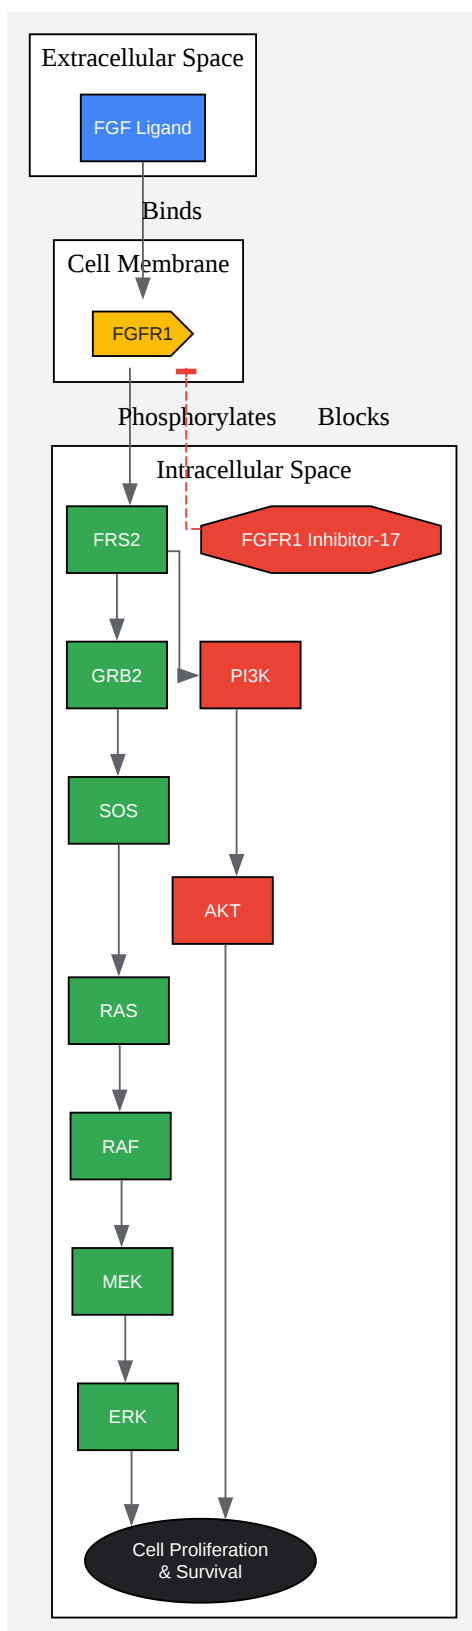 Extracellular Space
FGF Ligand
Binds
Cell Membrane
FGFR1
Phosphorylates
Blocks
Intracellular Space
FRS2
FGFR1 Inhibitor-17
GRB2
PI3K
SOS
AKT
RAS
RAF
MEK
ERK
Cell Proliferation
& Survival